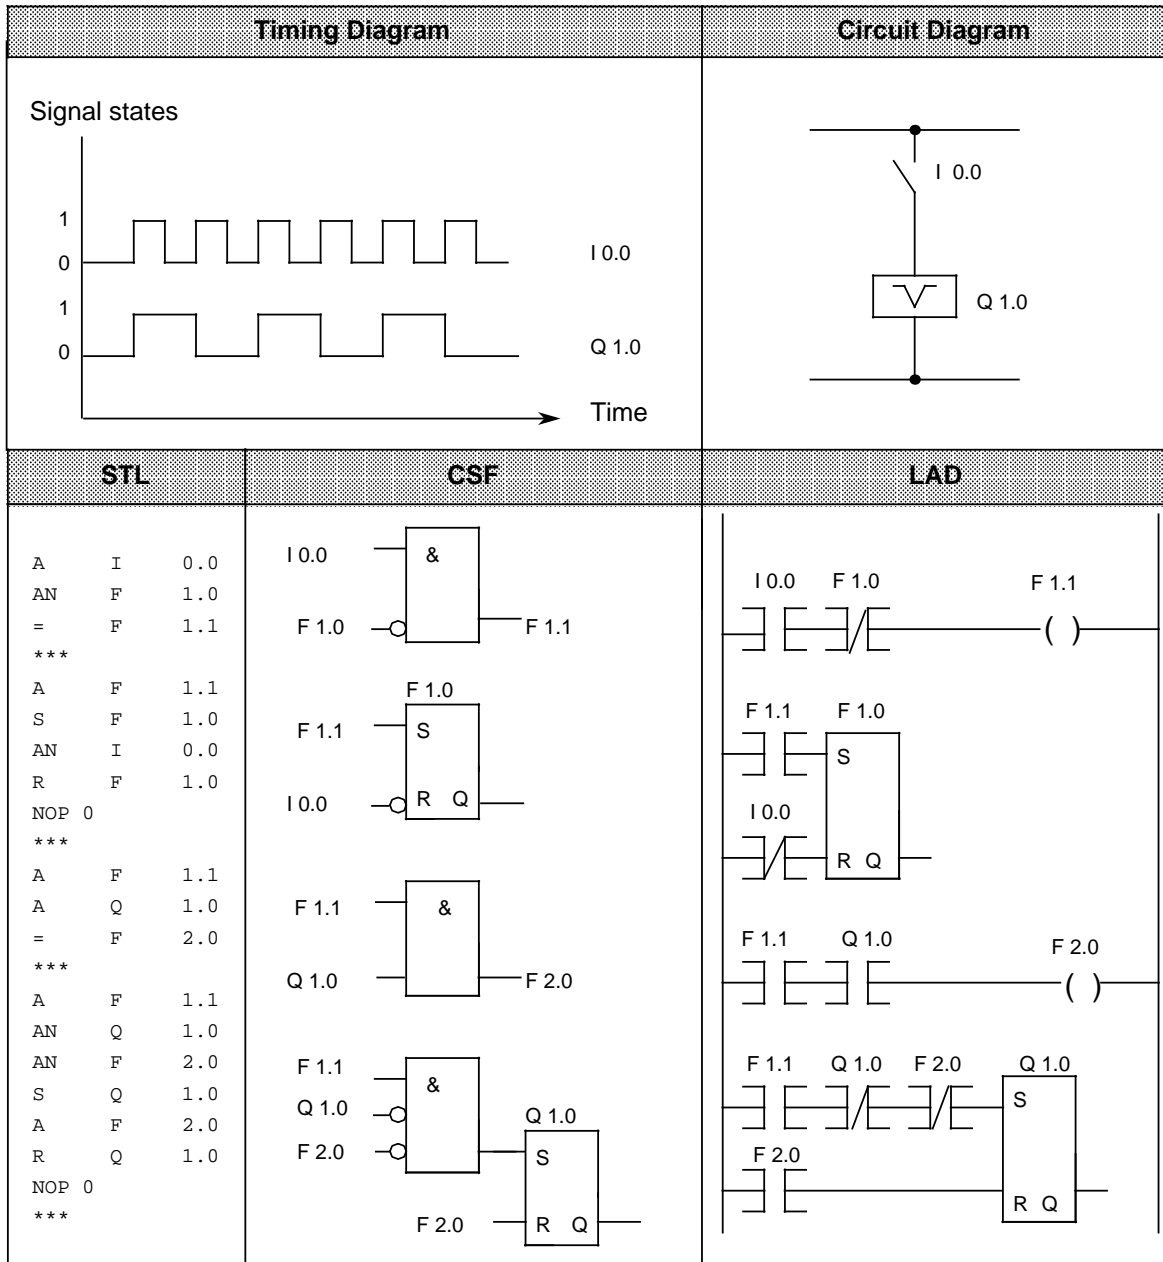 Timing Diagram
Circuit Diagram
Signal states
1
0
I 0.0
1
0
Q 1.0
Time
I 0.0
Q 1.0
STL
CSF
LAD
A I 0.0
AN F 1.0
= F 1.1
***
A F 1.1
S F 1.0
AN I 0.0
R F 1.0
NOP 0
***
A F 1.1
A Q 1.0
= F 2.0
***
A F 1.1
AN Q 1.0
AN F 2.0
S Q 1.0
A F 2.0
R Q 1.0
NOP 0
***
I 0.0
&
F 1.0
F 1.1
F 1.0
F 1.1
S
I 0.0
R Q
F 1.1
&
Q 1.0
F 2.0
F 1.1
&
Q 1.0
F 2.0
Q 1.0
S
F 2.0
R Q
I 0.0 F 1.0 F 1.1
( )
F 1.1 F 1.0
S
I 0.0
R Q
F 1.1 Q 1.0 F 2.0
( )
F 1.1 Q 1.0 F 2.0 Q 1.0
S
F 2.0
R Q